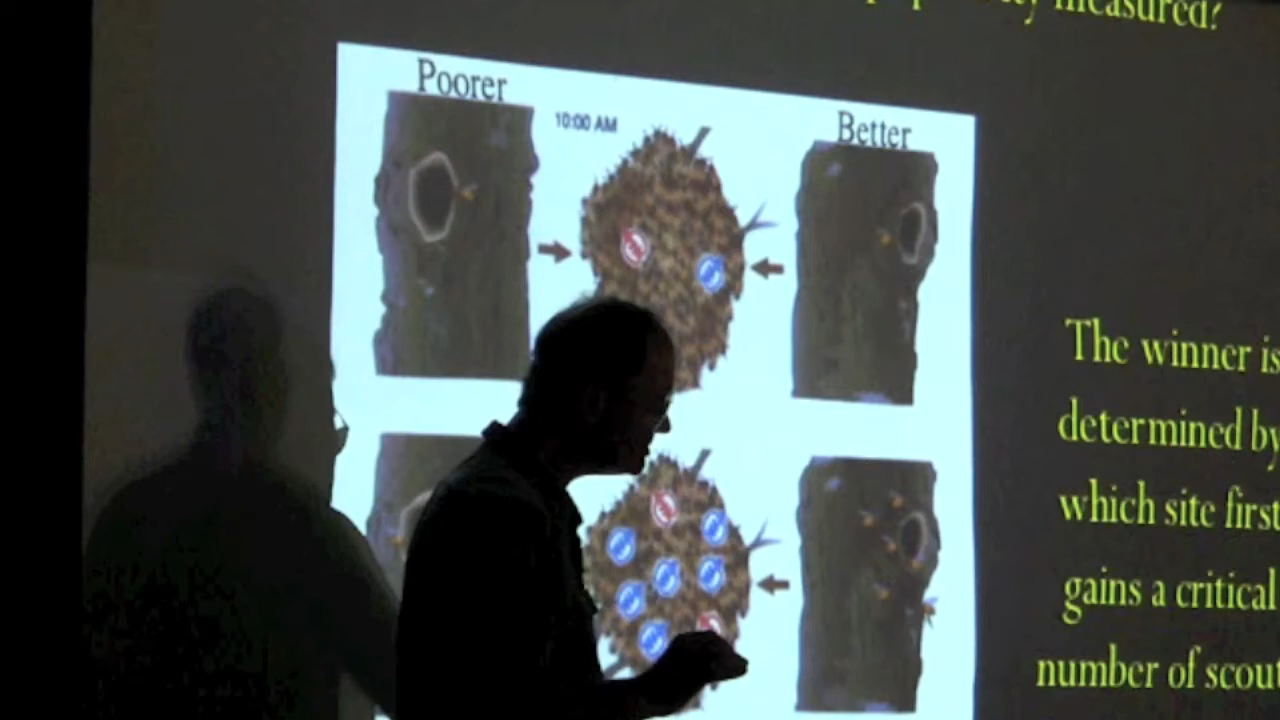 measured?
Poorer
10:00 AM
Better
The winner is
determined by
which site first
gains a critical
number of scout